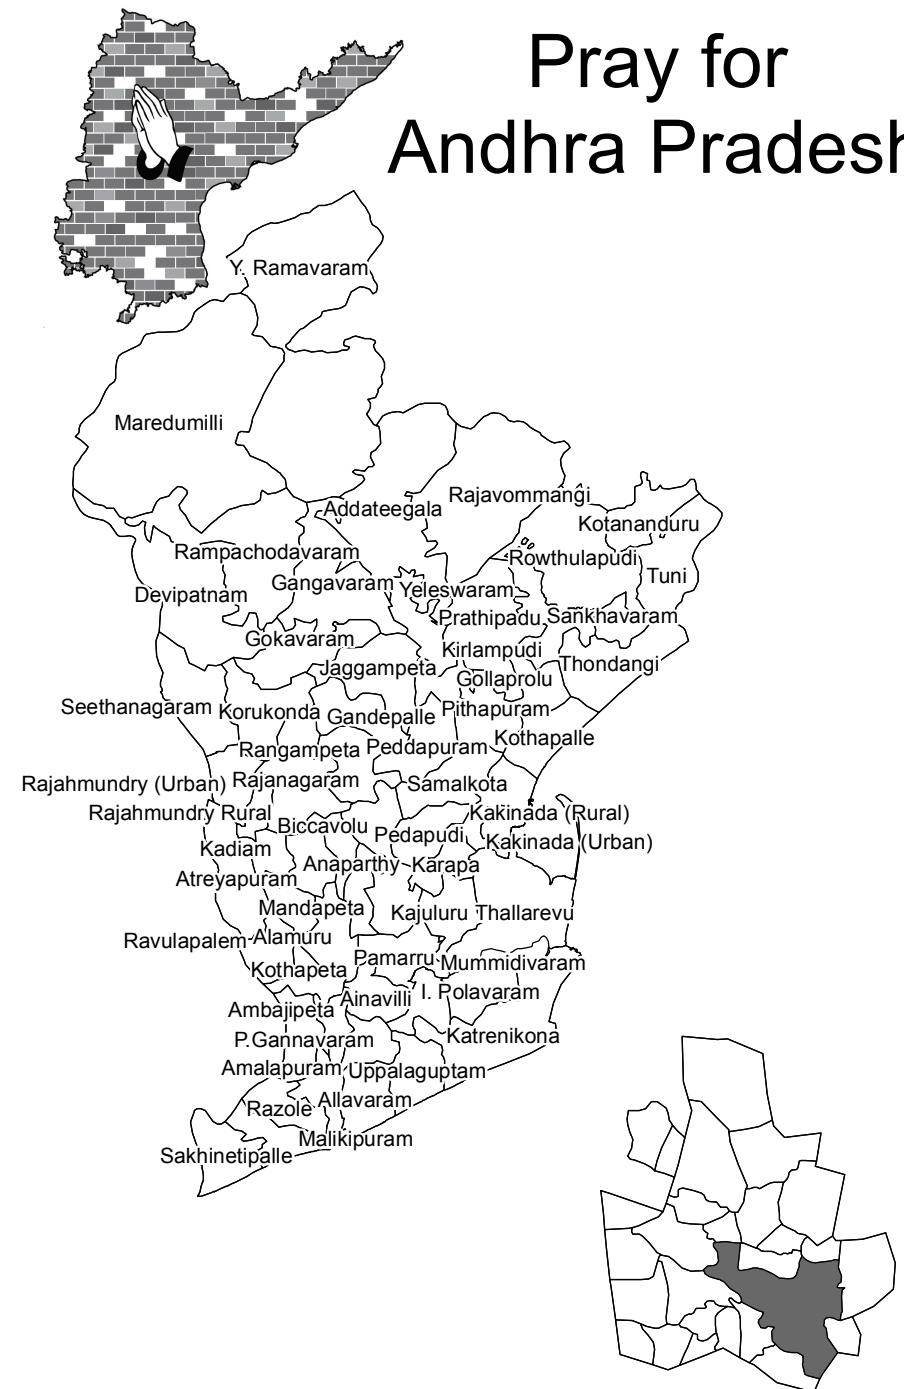 Pray for
Andhra Pradesh
Y. Ramavaram
Maredumilli
Rajavommangi
Addateegala
Kotananduru
Rampachodavaram
Rowthulapudi
Tuni
Gangavaram
Yeleswaram
Devipatnam
Prathipadu
Sankhavaram
Gokavaram
Kirlampudi
Jaggampeta
Thondangi
Gollaprolu
Seethanagaram
Korukonda
Gandepalle
Pithapuram
Rangampeta
Peddapuram
Kothapalle
Rajahmundry (Urban)
Rajanagaram
Samalkota
Rajahmundry Rural
Kakinada (Rural)
Biccavolu
Pedapudi
Kakinada (Urban)
Kadiam
Anaparthy
Karapa
Atreyapuram
Mandapeta
Kajuluru
Thallarevu
Ravulapalem
Alamuru
Pamarru
Mummidivaram
Kothapeta
Ainavilli
I. Polavaram
Ambajipeta
P.Gannavaram
Katrenikona
Amalapuram
Uppalaguptam
Razole
Allavaram
Malikipuram
Sakhinetipalle